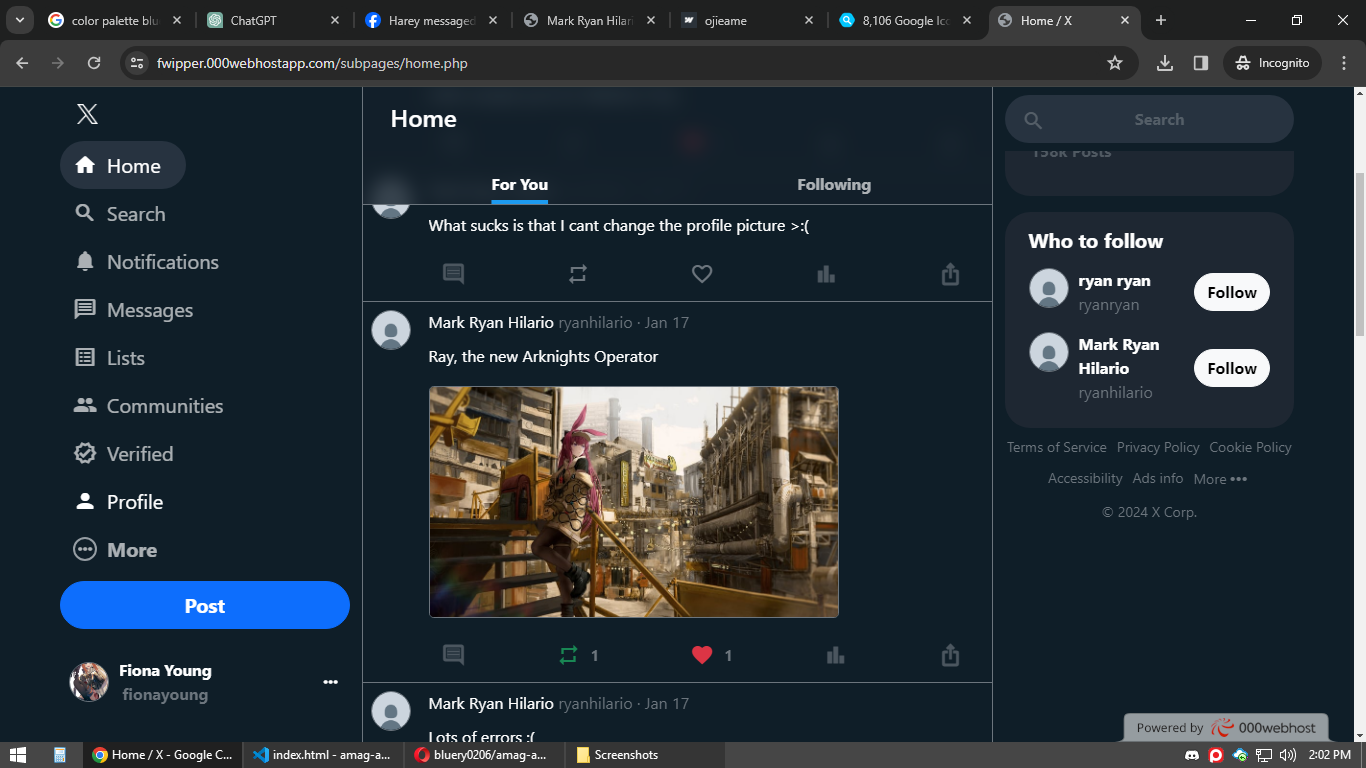 color palette blu
ChatGPT
Harey messaged
Mark Ryan Hilari
ojieame
8,106 Google Ico
Home / X
fwipper.000webhostapp.com/subpages/home.php
Incognito
X
Home
Search
Notifications
Messages
Lists
Communities
Verified
Profile
More
Post
Fiona Young
fionayoung
Home
For You
Following
What sucks is that I cant change the profile picture >:(
Mark Ryan Hilario ryanhilario · Jan 17
Ray, the new Arknights Operator
1
1
Mark Ryan Hilario ryanhilario · Jan 17
Lots of errors :(
Search
158k Posts
Who to follow
ryan ryan
ryanryan
Follow
Mark Ryan
Hilario
ryanhilario
Follow
Terms of Service Privacy Policy Cookie Policy
Accessibility Ads info More •••
© 2024 X Corp.
Powered by 000webhost
Home / X - Google C...
index.html - amag-a...
bluery0206/amag-a...
Screenshots
2:02 PM